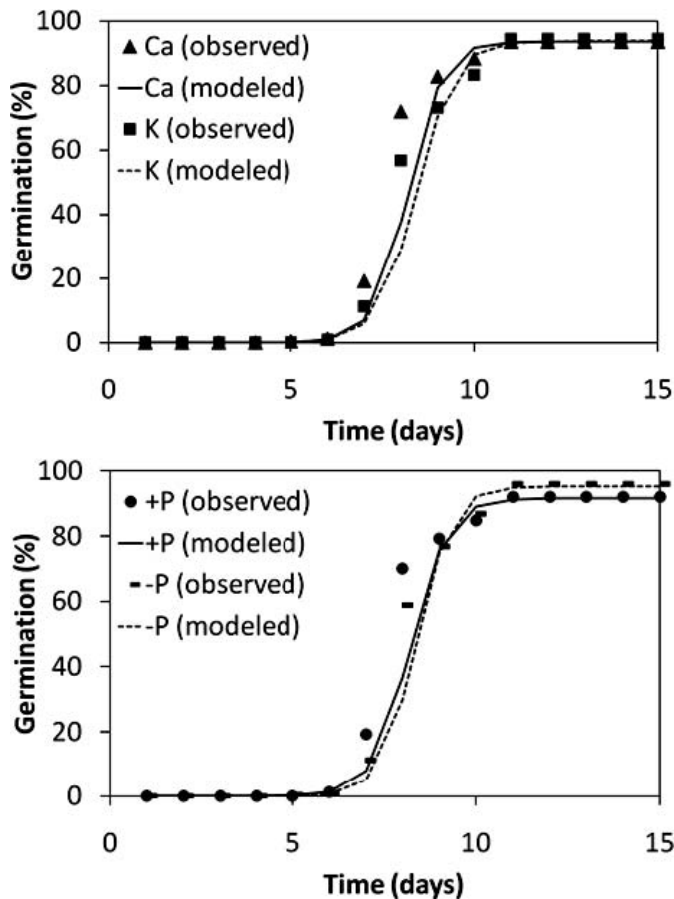 100
80
60
40
20
0
Germination (%)
Ca (observed)
Ca (modeled)
K (observed)
K (modeled)
0 5 10 15
Time (days)
100
80
60
40
20
0
Germination (%)
+P (observed)
+P (modeled)
-P (observed)
-P (modeled)
0 5 10 15
Time (days)